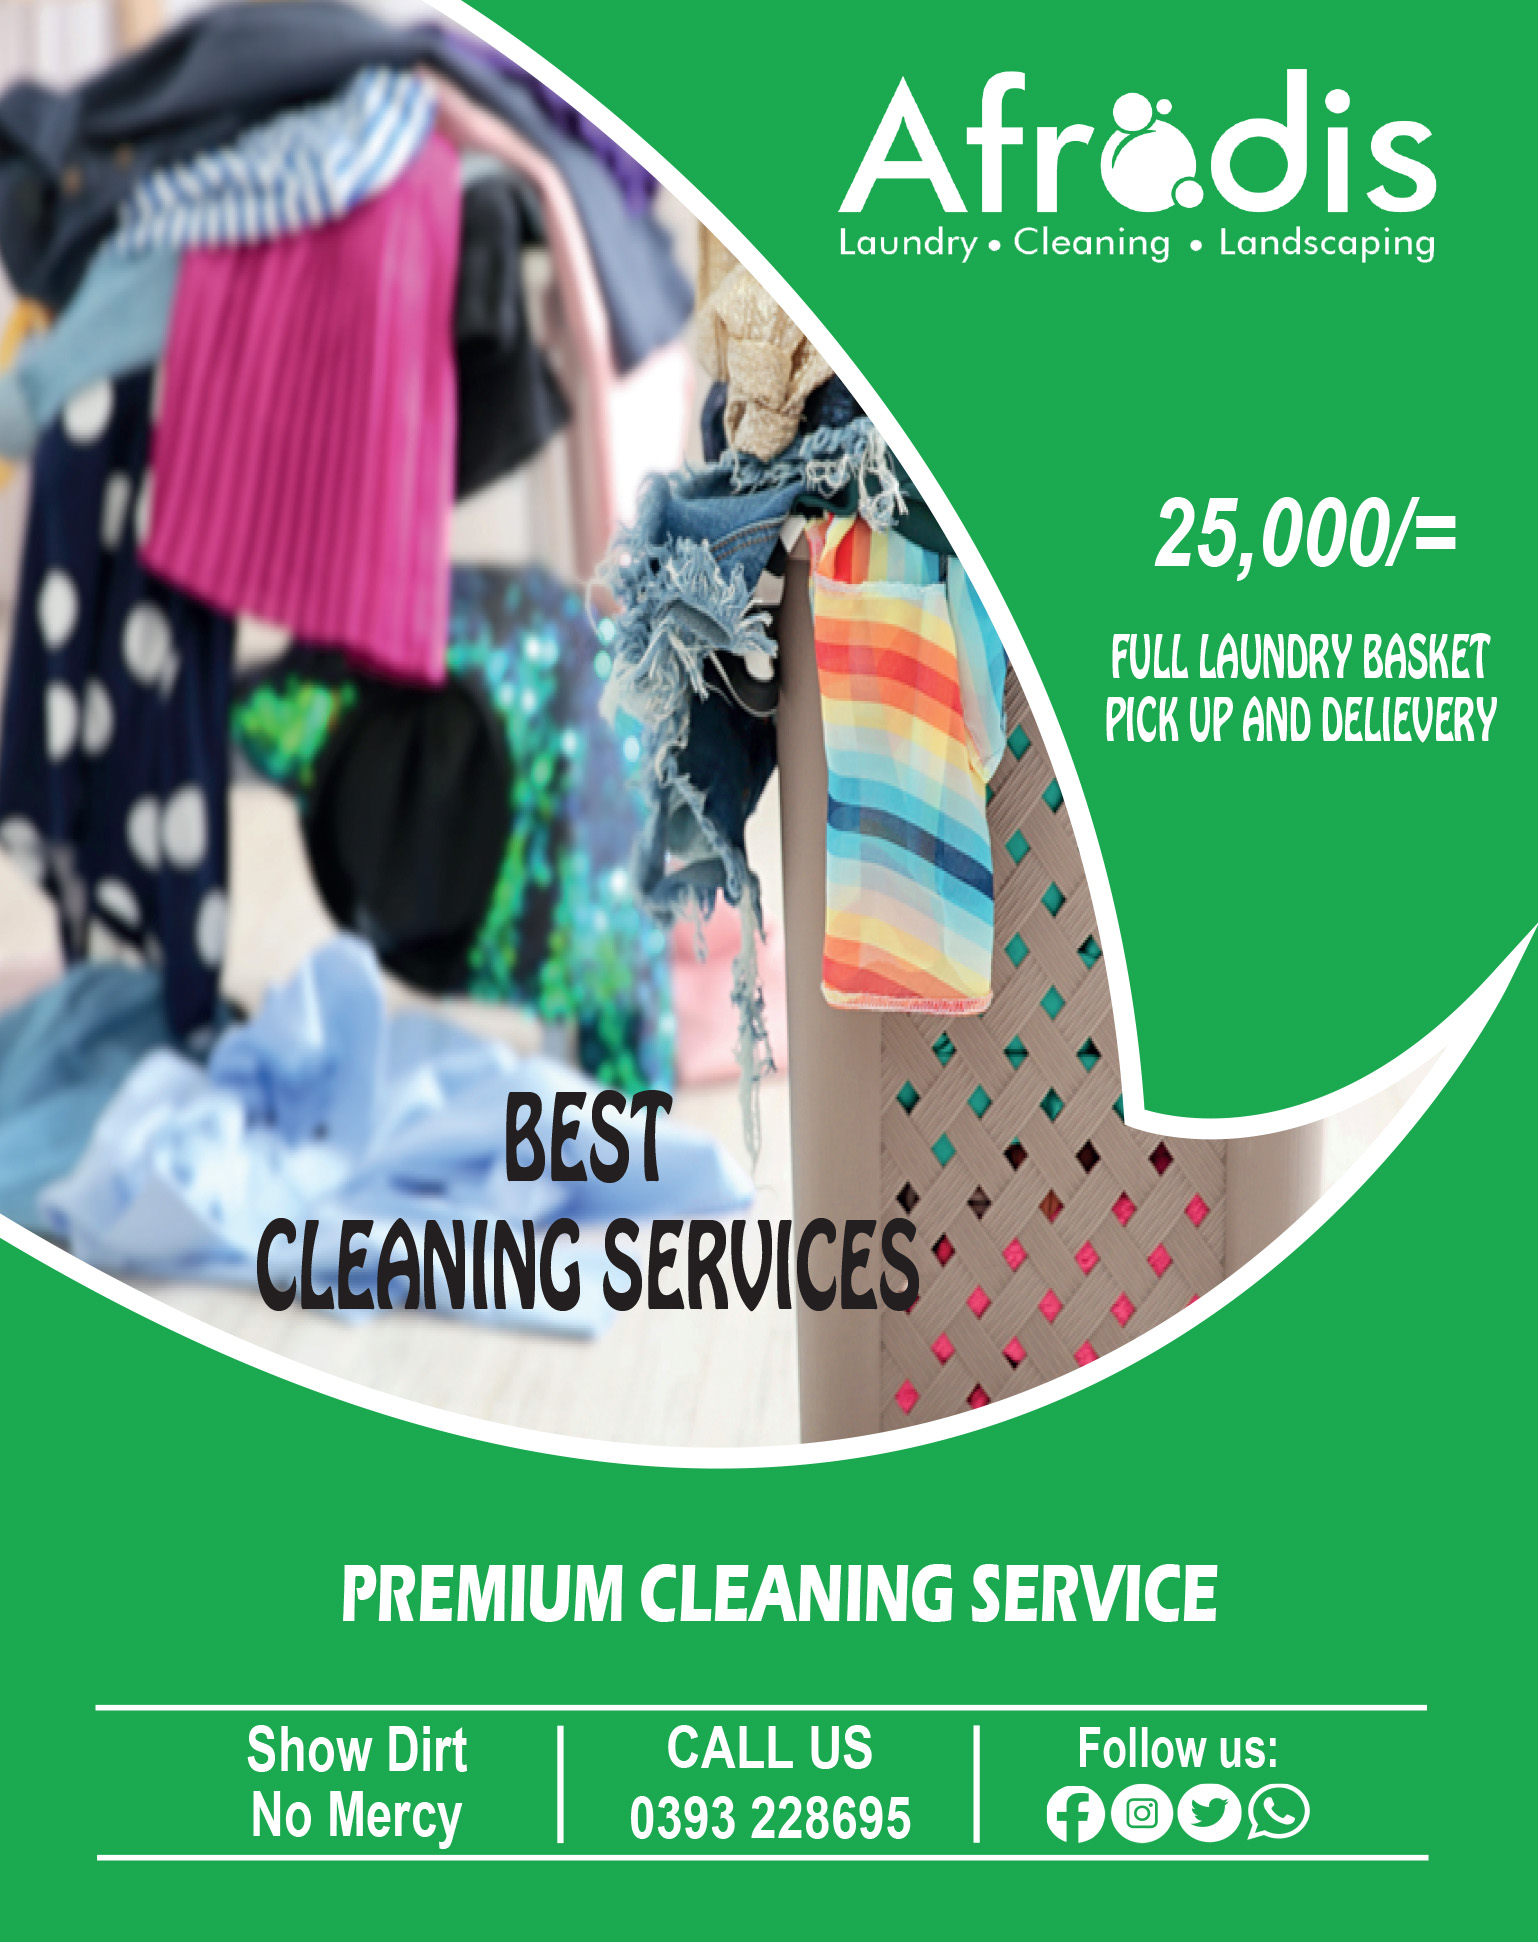 Afrodis
Laundry • Cleaning • Landscaping
25,000/=
FULL LAUNDRY BASKET
PICK UP AND DELIEVERY
BEST
CLEANING SERVICES
PREMIUM CLEANING SERVICE
Show Dirt
No Mercy
CALL US
0393 228695
Follow us: